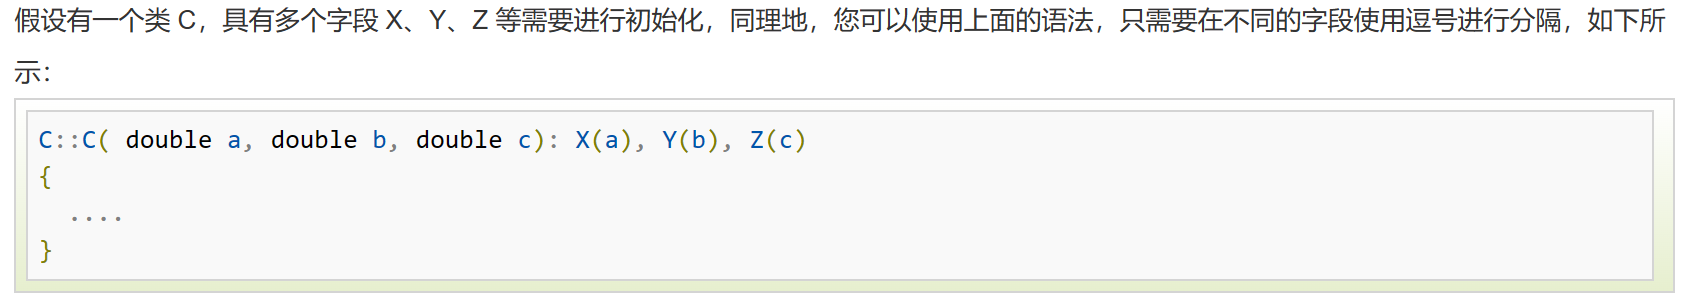 假设有一个类 C，具有多个字段 X、Y、Z 等需要进行初始化，同理地，您可以使用上面的语法，只需要在不同的字段使用逗号进行分隔，如下所
示：
C::C( double a, double b, double c): X(a), Y(b), Z(c)
{
  ....
}